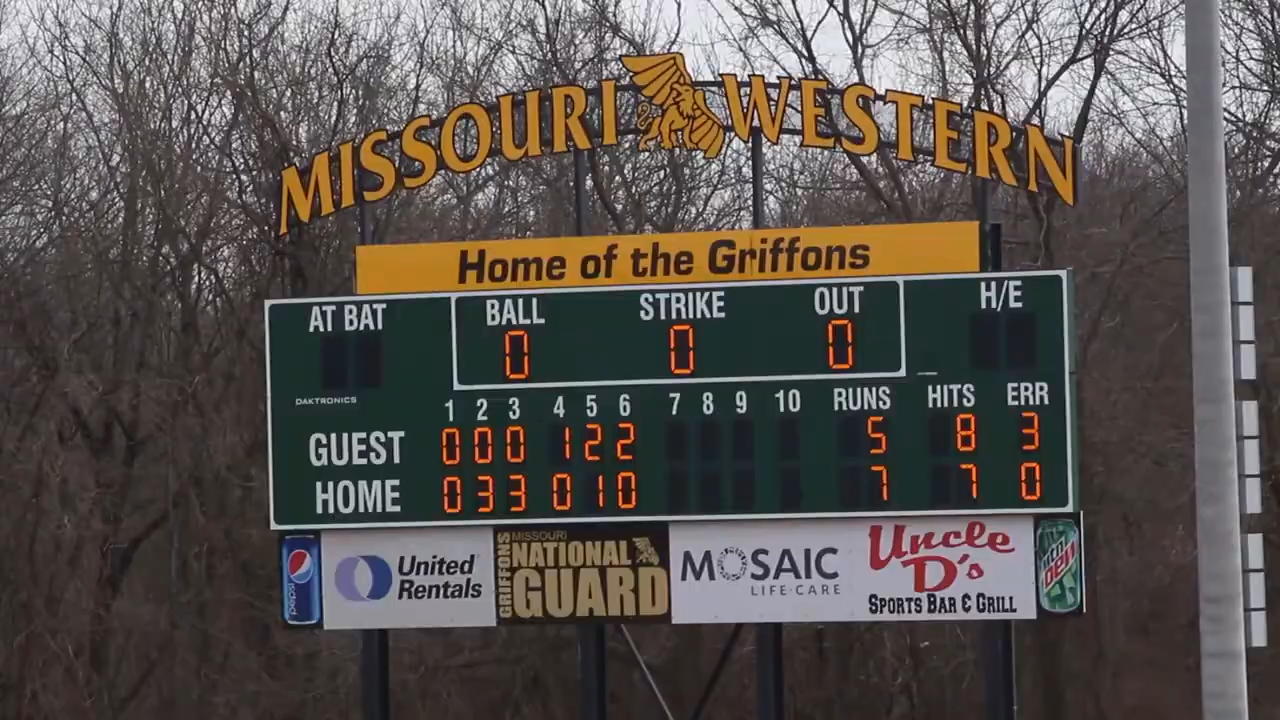 MISSOURI WESTERN
Home of the Griffons
AT BAT BALL STRIKE OUT H/E
0 0 0
DAKTRONICS
1 2 3 4 5 6 7 8 9 10 RUNS HITS ERR
GUEST 0 0 0 1 2 2 5 8 3
HOME 0 3 3 0 1 0 7 7 0
pepsi
United Rentals
GRIFFONS
MISSOURI
NATIONAL
GUARD
MOSAIC
LIFE·CARE
Uncle
D's
SPORTS BAR & GRILL
Mtn
Dew